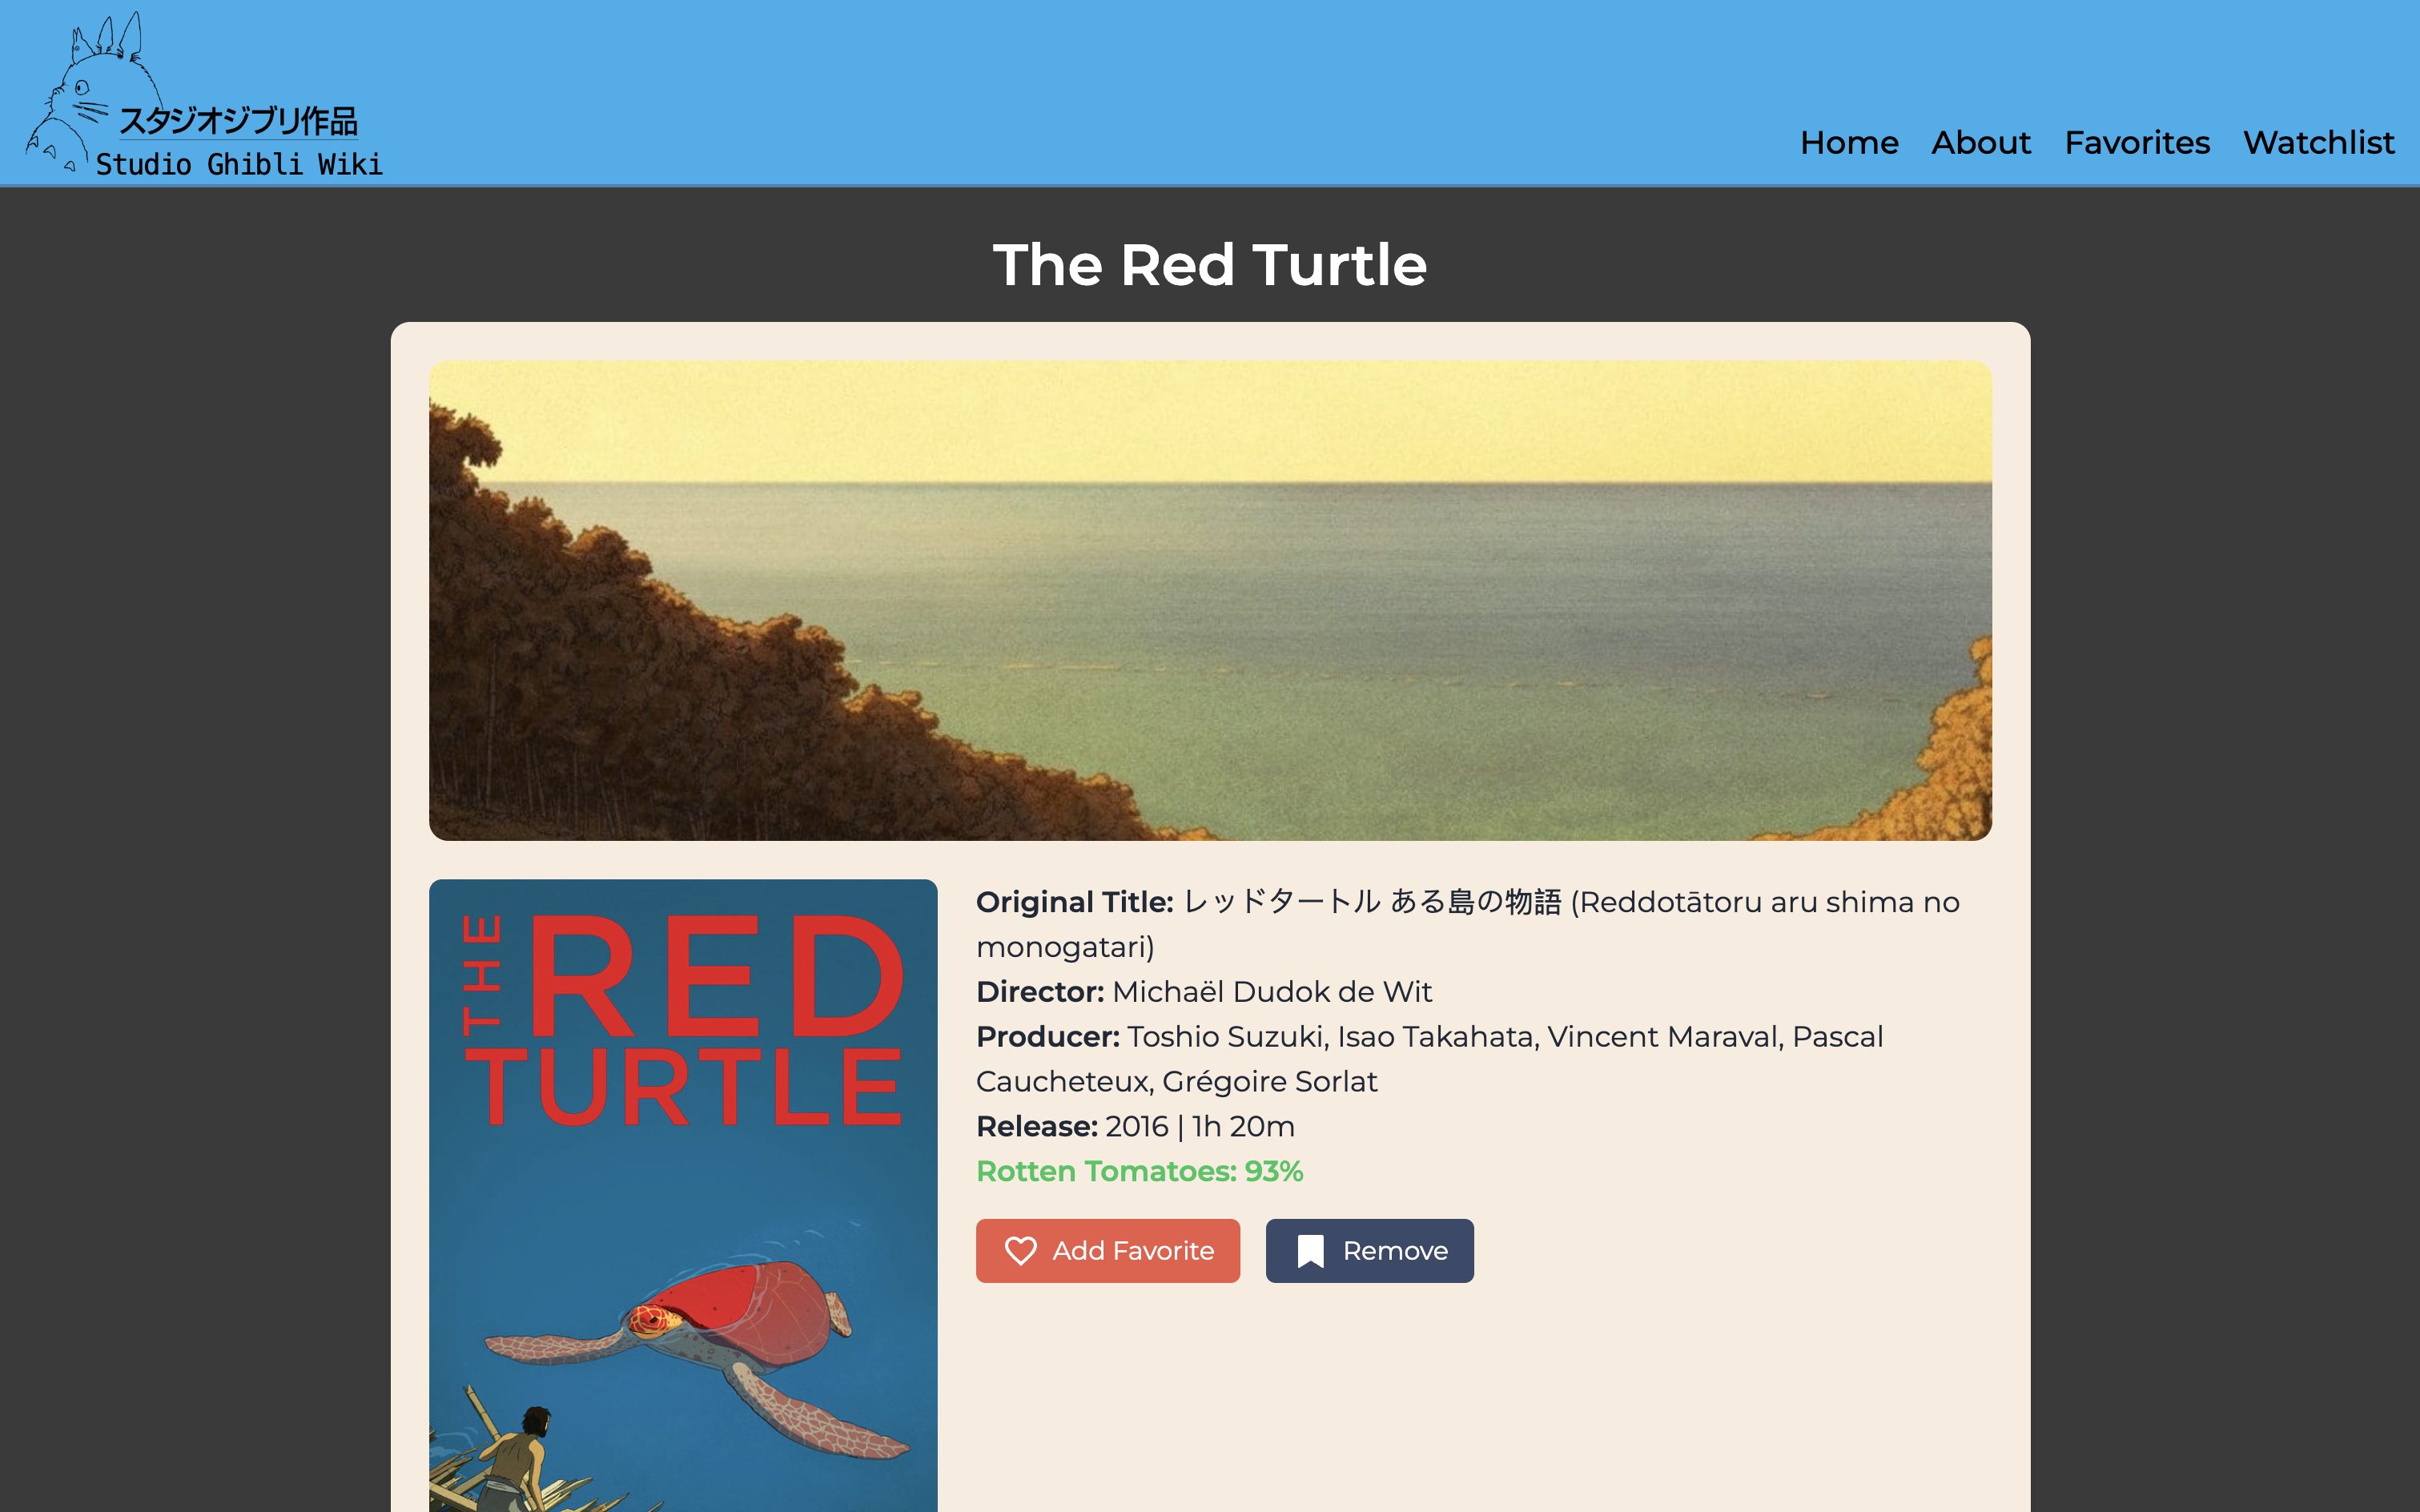 スタジオジブリ作品
Studio Ghibli Wiki
Home About Favorites Watchlist
The Red Turtle
THE RED
TURTLE
Original Title: レッドタートル ある島の物語 (Reddotātoru aru shima no
monogatari)
Director: Michaël Dudok de Wit
Producer: Toshio Suzuki, Isao Takahata, Vincent Maraval, Pascal
Caucheteux, Grégoire Sorlat
Release: 2016 | 1h 20m
Rotten Tomatoes: 93%
Add Favorite Remove